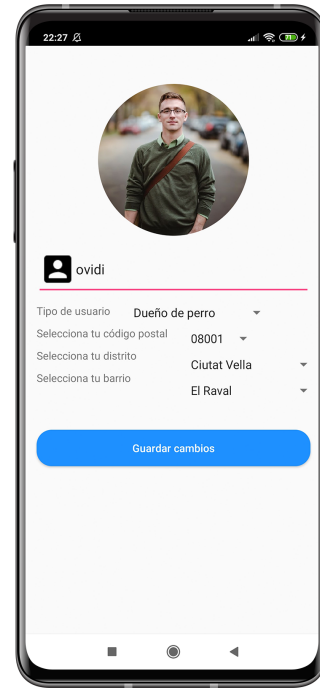 22:27
71
ovidi
Tipo de usuario Dueño de perro
Selecciona tu código postal 08001
Selecciona tu distrito Ciutat Vella
Selecciona tu barrio El Raval
Guardar cambios